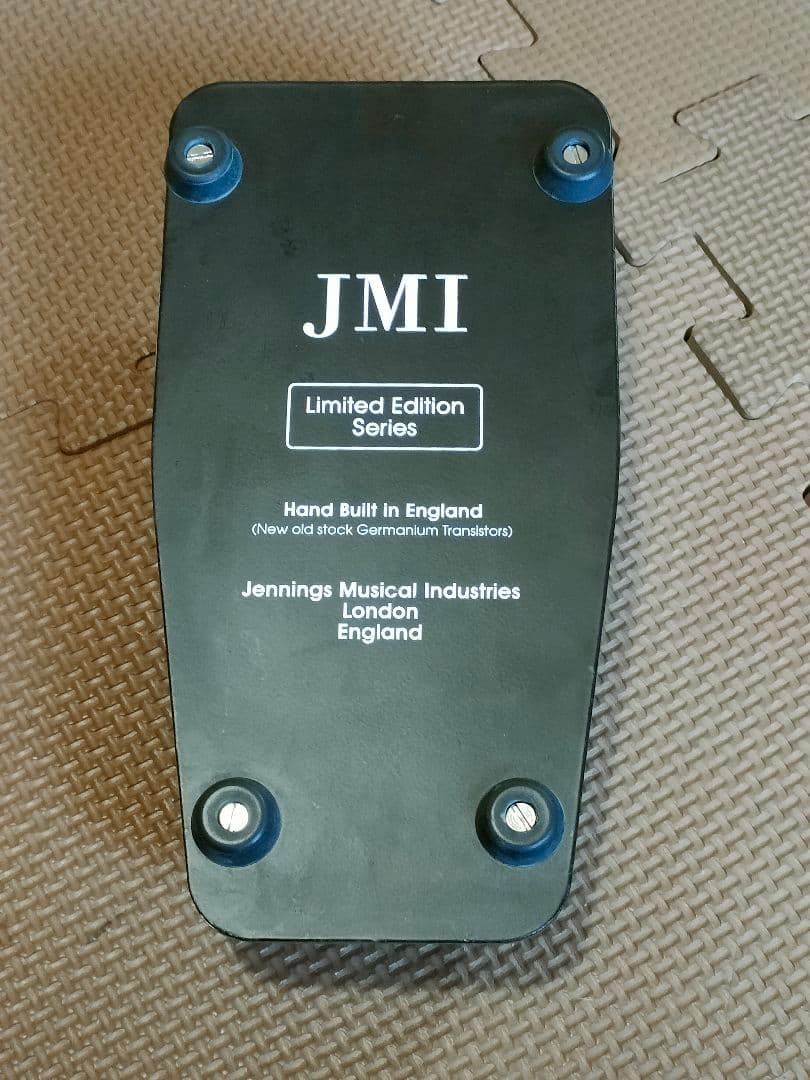 JMI
Limited Edition
Series
Hand Built in England
(New old stock Germanium Transistors)
Jennings Musical Industries
London
England